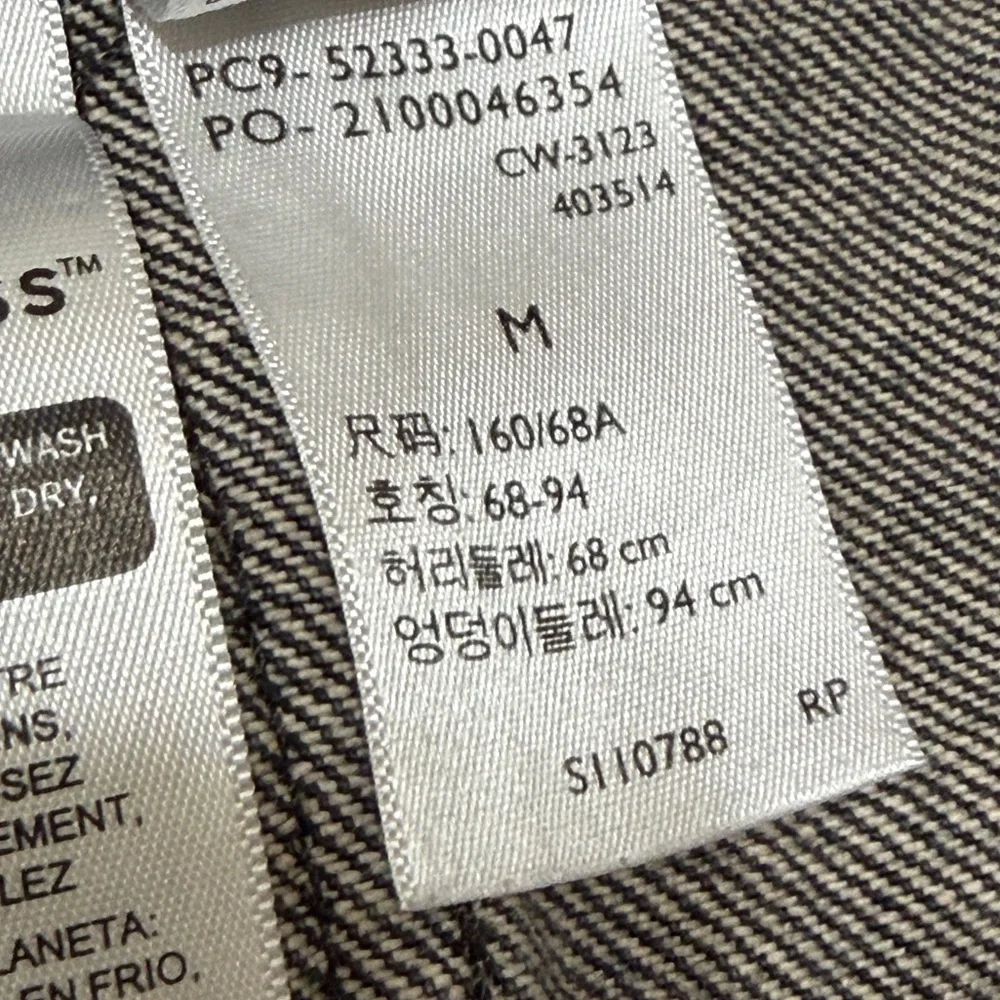 PC9- 52333-0047
PO- 2100046354
CW-3123
403514
M
尺码: 160/68A
호칭: 68-94
허리둘레: 68 cm
엉덩이둘레: 94 cm
RP
S110788
SS™
WASH
DRY,
TRE
NS,
SEZ
EMENT,
LEZ
LANETA:
EN FRIO,